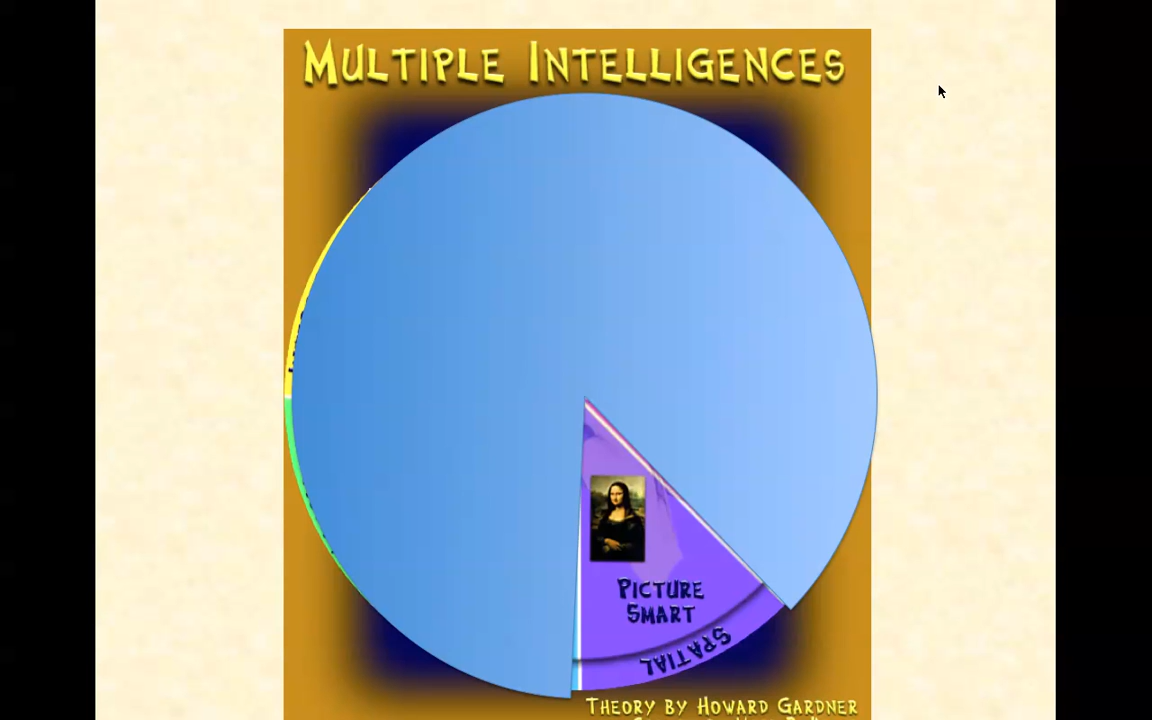 MULTIPLE INTELLIGENCES
PICTURE
SMART
SPATIAL
THEORY BY HOWARD GARDNER